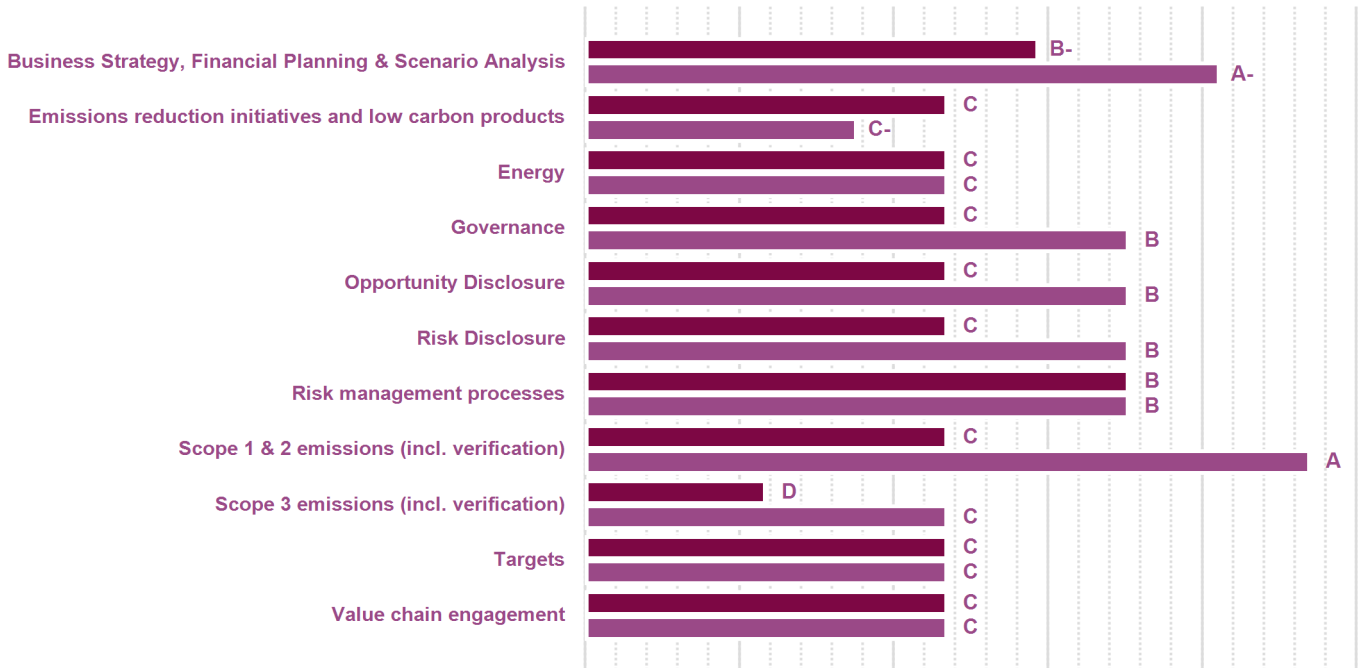 B-
Business Strategy, Financial Planning & Scenario Analysis
A-
C
Emissions reduction initiatives and low carbon products
C-
C
Energy
C
C
Governance
B
C
Opportunity Disclosure
B
C
Risk Disclosure
B
B
Risk management processes
B
C
Scope 1 & 2 emissions (incl. verification)
A
D
Scope 3 emissions (incl. verification)
C
C
Targets
C
C
Value chain engagement
C